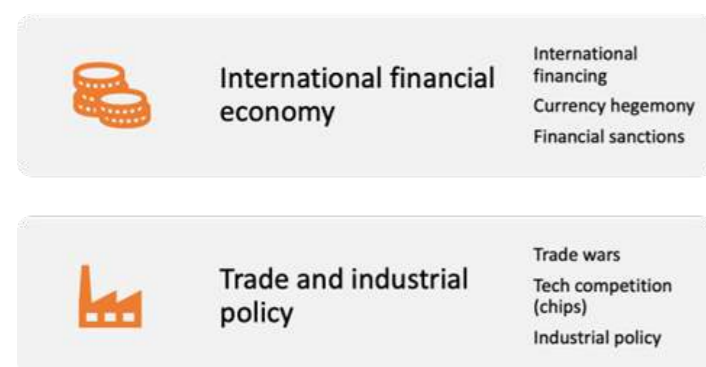 International financial
economy
International
financing
Currency hegemony
Financial sanctions
Trade and industrial
policy
Trade wars
Tech competition
(chips)
Industrial policy